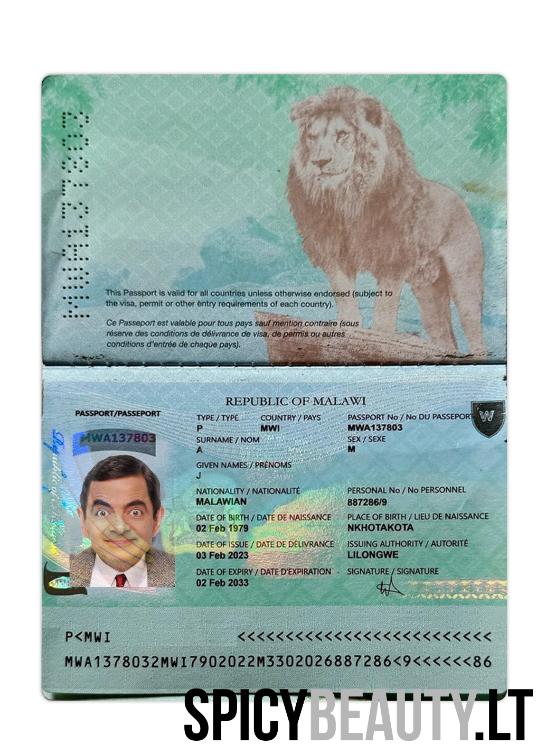 MWA137803
This Passport is valid for all countries unless otherwise endorsed (subject to
the visa, permit or other entry requirements of each country).
Ce Passeport est valable pour tous pays sauf mention contraire (sous
réserve des conditions de délivrance de visa, de permis ou autres
conditions d'entrée de chaque pays).
REPUBLIC OF MALAWI
PASSPORT/PASSEPORT
TYPE / TYPE COUNTRY / PAYS PASSPORT No / No DU PASSEPORT
P MWI MWA137803
W
MWA137803
SURNAME / NOM SEX / SEXE
A M
GIVEN NAMES / PRÉNOMS
J
NATIONALITY / NATIONALITÉ PERSONAL No / No PERSONNEL
MALAWIAN 887286/9
DATE OF BIRTH / DATE DE NAISSANCE PLACE OF BIRTH / LIEU DE NAISSANCE
02 Feb 1979 NKHOTAKOTA
DATE OF ISSUE / DATE DE DÉLIVRANCE ISSUING AUTHORITY / AUTORITÉ
03 Feb 2023 LILONGWE
DATE OF EXPIRY / DATE D'EXPIRATION SIGNATURE / SIGNATURE
02 Feb 2033
P<MWI <<<<<<<<<<<<<<<<<<<<<
MWA1378032MWI7902022M3302026887286<9<<<<<<86
SPICYBEAUTY.LT